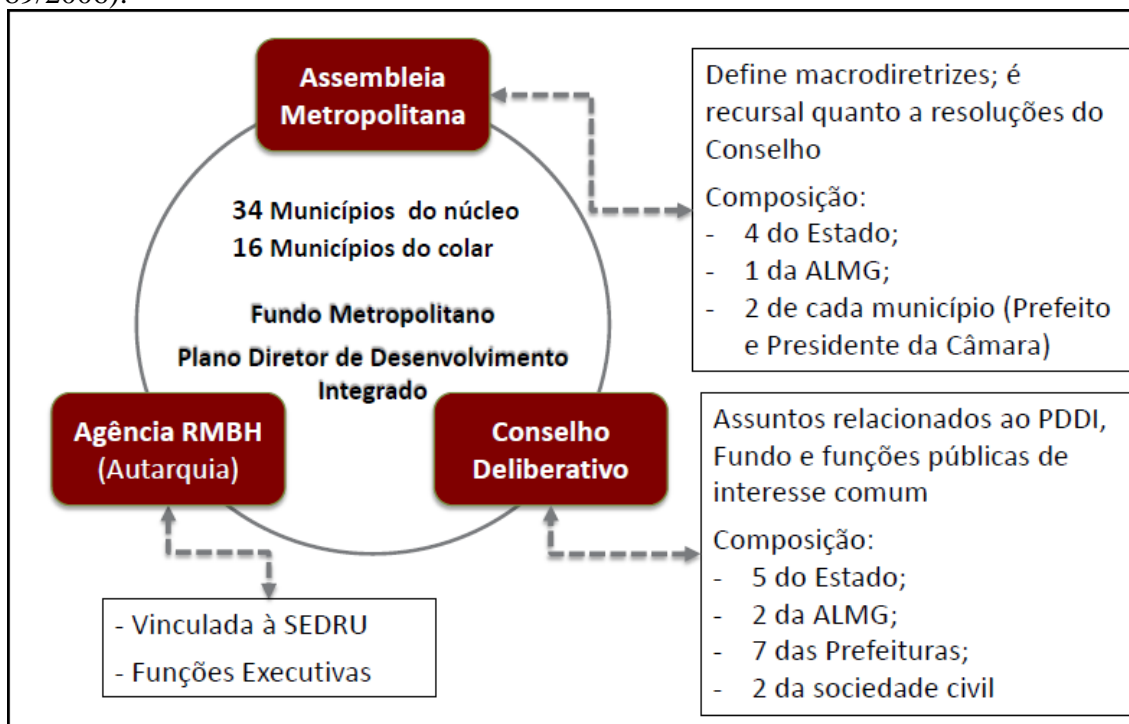 89/2006).
Assembleia
Metropolitana
34 Municípios do núcleo
16 Municípios do colar
Fundo Metropolitano
Plano Diretor de Desenvolvimento
Integrado
Agência RMBH
(Autarquia)
Conselho
Deliberativo
Define macrodiretrizes; é
recursal quanto a resoluções do
Conselho
Composição:
- 4 do Estado;
- 1 da ALMG;
- 2 de cada município (Prefeito
e Presidente da Câmara)
Assuntos relacionados ao PDDI,
Fundo e funções públicas de
interesse comum
Composição:
- 5 do Estado;
- 2 da ALMG;
- 7 das Prefeituras;
- 2 da sociedade civil
- Vinculada à SEDRU
- Funções Executivas